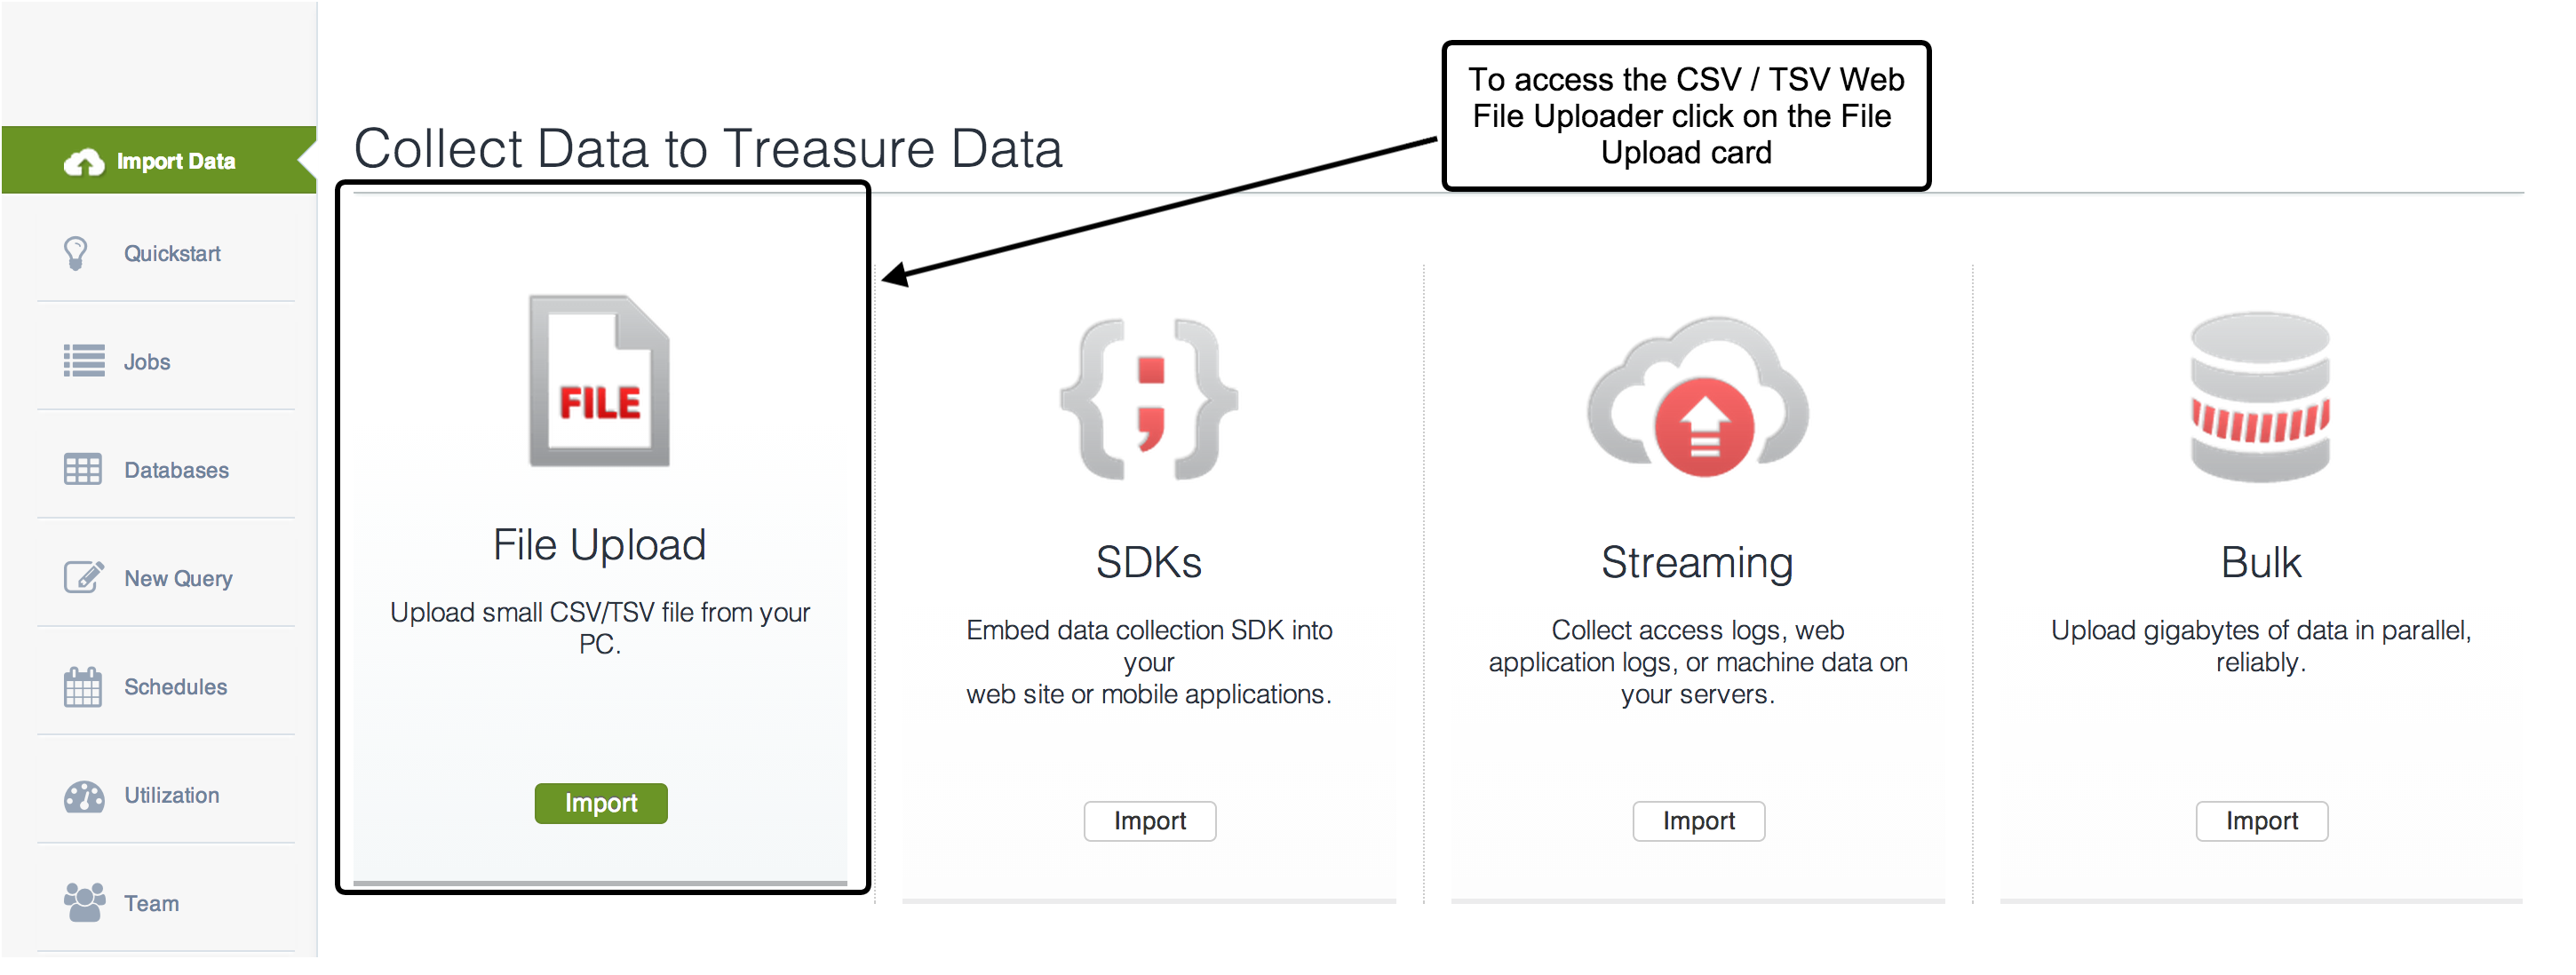 Import Data
Quickstart
Jobs
Databases
New Query
Schedules
Utilization
Team
Collect Data to Treasure Data
To access the CSV / TSV Web
File Uploader click on the File
Upload card
FILE
File Upload
Upload small CSV/TSV file from your
PC.
Import
SDKs
Embed data collection SDK into
your
web site or mobile applications.
Import
Streaming
Collect access logs, web
application logs, or machine data on
your servers.
Import
Bulk
Upload gigabytes of data in parallel,
reliably.
Import